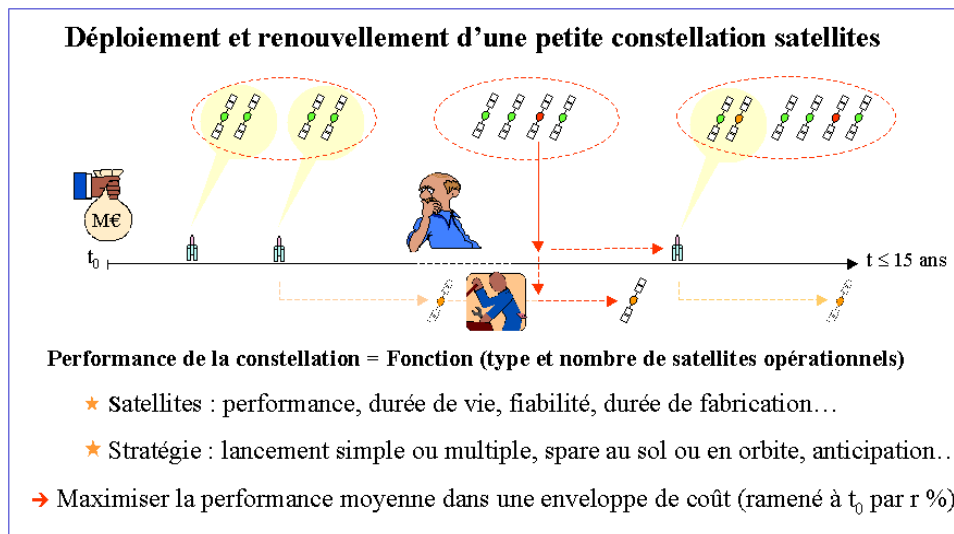 Déploiement et renouvellement d’une petite constellation satellites
M€
t₀
t ≤ 15 ans
Performance de la constellation = Fonction (type et nombre de satellites opérationnels)
Satellites : performance, durée de vie, fiabilité, durée de fabrication…
Stratégie : lancement simple ou multiple, spare au sol ou en orbite, anticipation…
➔ Maximiser la performance moyenne dans une enveloppe de coût (ramené à t₀ par r %)